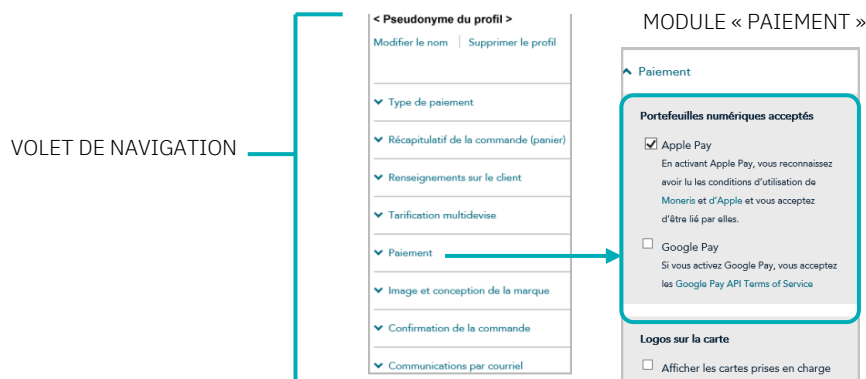 < Pseudonyme du profil >
Modifier le nom | Supprimer le profil
MODULE « PAIEMENT »
VOLET DE NAVIGATION
Type de paiement
Récapitulatif de la commande (panier)
Renseignements sur le client
Tarification multidevise
Paiement
Image et conception de la marque
Confirmation de la commande
Communications par courriel
Paiement
Portefeuilles numériques acceptés
Apple Pay
En activant Apple Pay, vous reconnaissez
avoir lu les conditions d'utilisation de
Moneris et d'Apple et vous acceptez
d'être lié par elles.
Google Pay
Si vous activez Google Pay, vous acceptez
les Google Pay API Terms of Service
Logos sur la carte
Afficher les cartes prises en charge